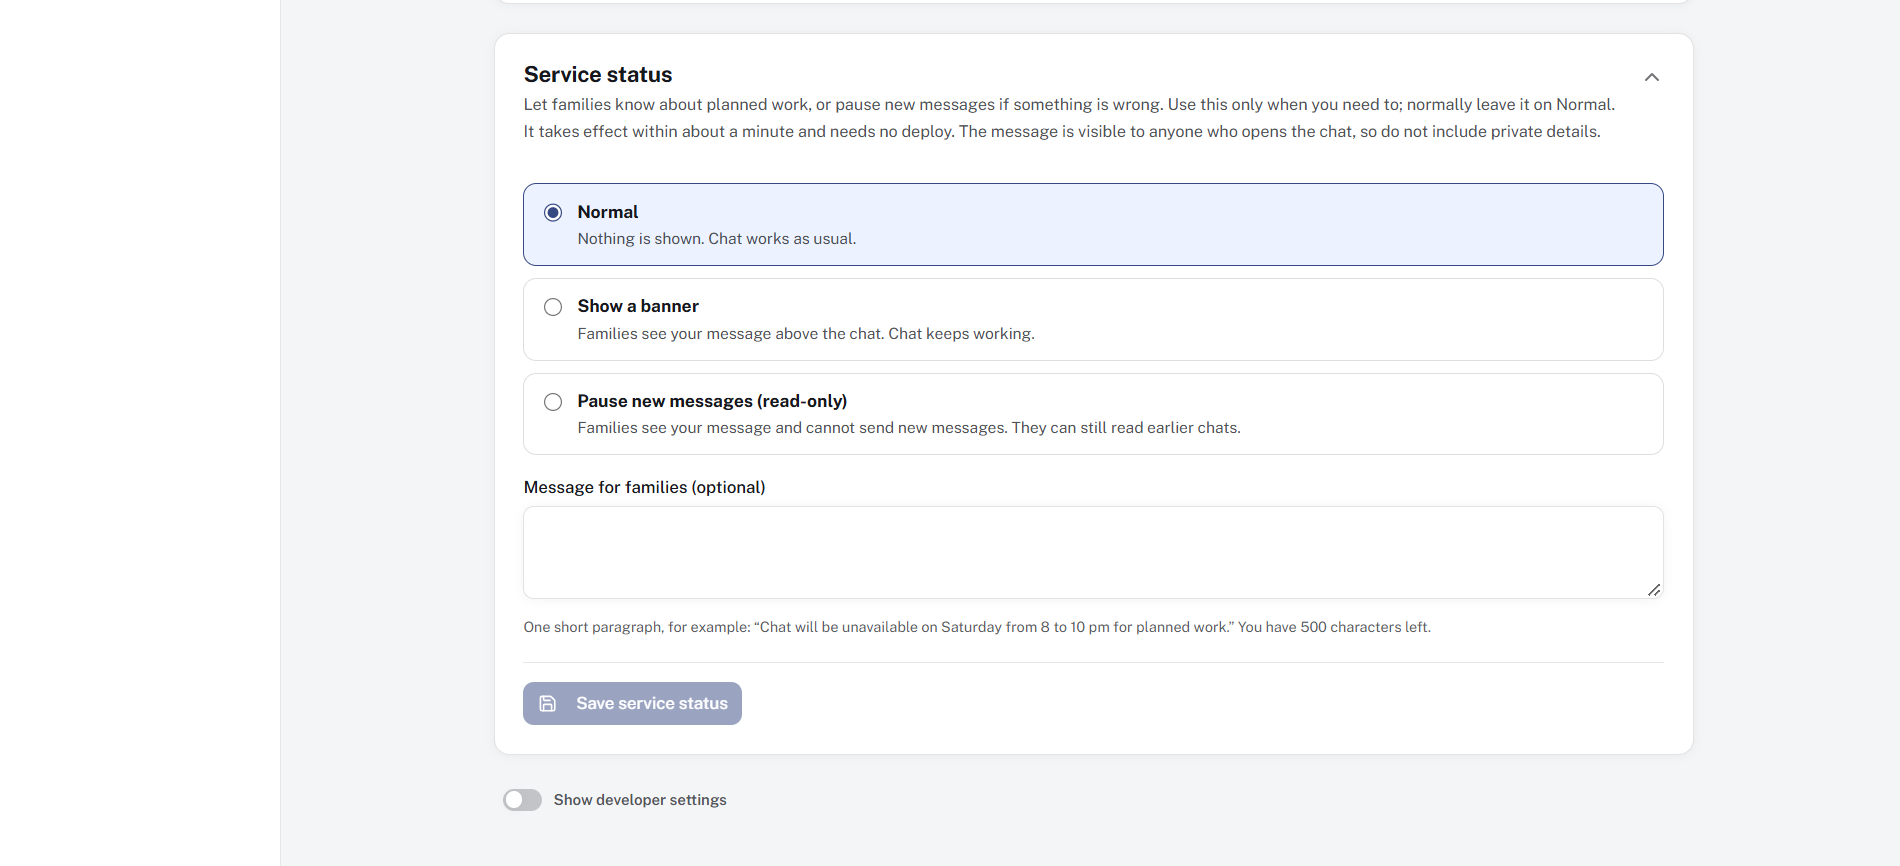 Service status
Let families know about planned work, or pause new messages if something is wrong. Use this only when you need to; normally leave it on Normal.
It takes effect within about a minute and needs no deploy. The message is visible to anyone who opens the chat, so do not include private details.
Normal
Nothing is shown. Chat works as usual.
Show a banner
Families see your message above the chat. Chat keeps working.
Pause new messages (read-only)
Families see your message and cannot send new messages. They can still read earlier chats.
Message for families (optional)
One short paragraph, for example: “Chat will be unavailable on Saturday from 8 to 10 pm for planned work.” You have 500 characters left.
Save service status
Show developer settings